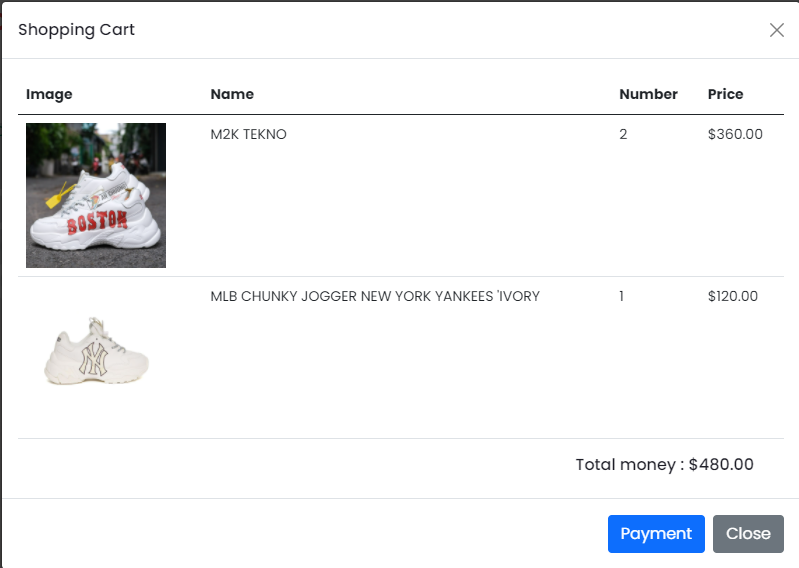 Shopping Cart
Image Name Number Price
M2K TEKNO 2 $360.00
BOSTON
MLB CHUNKY JOGGER NEW YORK YANKEES 'IVORY 1 $120.00
NY
Total money : $480.00
Payment Close